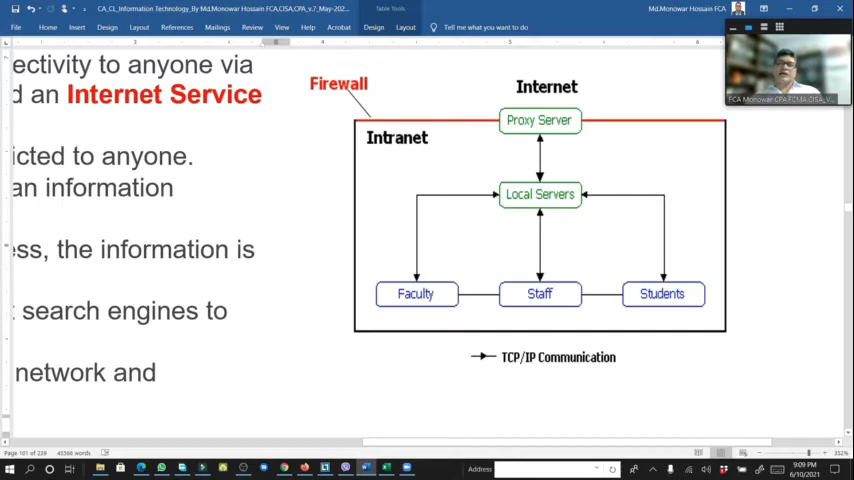 CA_CL_Information Technology_By Md.Monowar Hossain FCA,CISA,CPA_v.7_May-202...
Table Tools
Md.Monowar Hossain FCA
File
Home
Insert
Draw
Design
Layout
References
Mailings
Review
View
Help
Acrobat
Design
Layout
Tell me what you want to do
FCA Monowar CPA FCMA CISA_V...
ectivity to anyone via
d an Internet Service
icted to anyone.
an information
ess, the information is
t search engines to
network and
Firewall
Internet
Proxy Server
Intranet
Local Servers
Faculty
Staff
Students
TCP/IP Communication
Page 101 of 239
43366 words
352%
Address
9:09 PM
6/10/2021